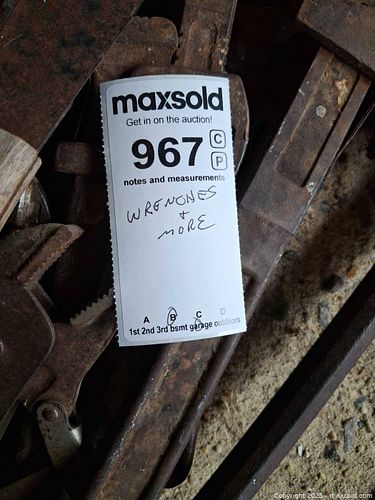 maxsold
Get in on the auction!
967 C
P
notes and measurements
WRENCHES
+
MORE
A B C D
1st 2nd 3rd bsmt garage outdoors
Copyright 2025 - maxsold.com